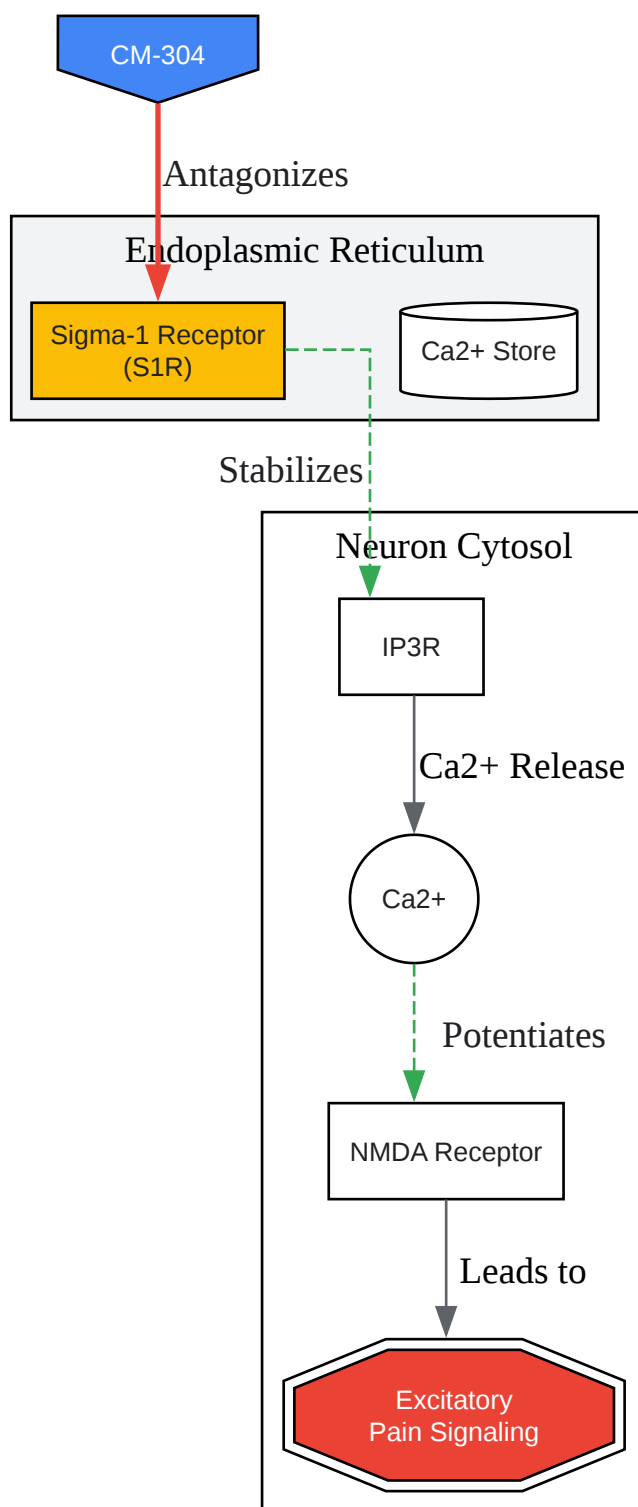 CM-304
Antagonizes
Endoplasmic Reticulum
Sigma-1 Receptor
(S1R)
Ca2+ Store
Stabilizes
Neuron Cytosol
IP3R
Ca2+ Release
Ca2+
Potentiates
NMDA Receptor
Leads to
Excitatory
Pain Signaling